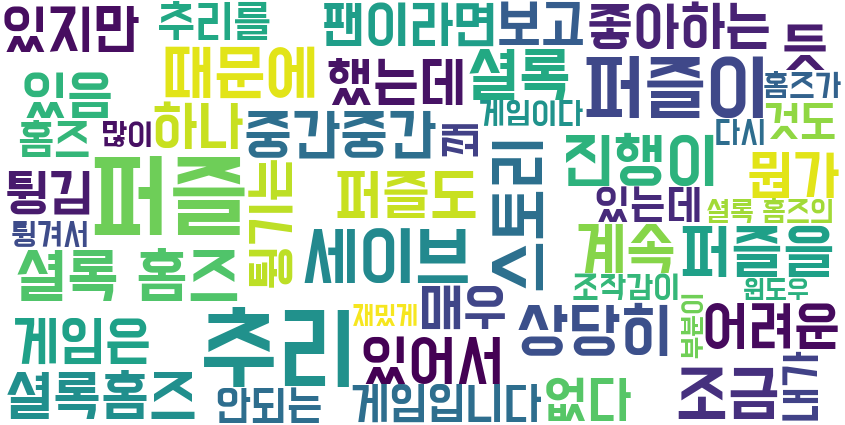 있지만
추리를
팬이라면
보고
좋아하는
듯
있음
때문에
했는데
셜록
퍼즐이
홈즈가
홈즈
많이
하나
중간중간
꽤
게임이다
다시
것도
튕김
퍼즐
튕기는
퍼즐도
스토리
진행이
뭔가
있는데
셜록 홈즈의
튕겨서
셜록 홈즈
세이브
계속
퍼즐을
조작감이
윈도우
게임은
추리
재밌게
매우
상당히
부분이
어려운
있어서
셜록홈즈
안되는
게임입니다
없다
조금
내가